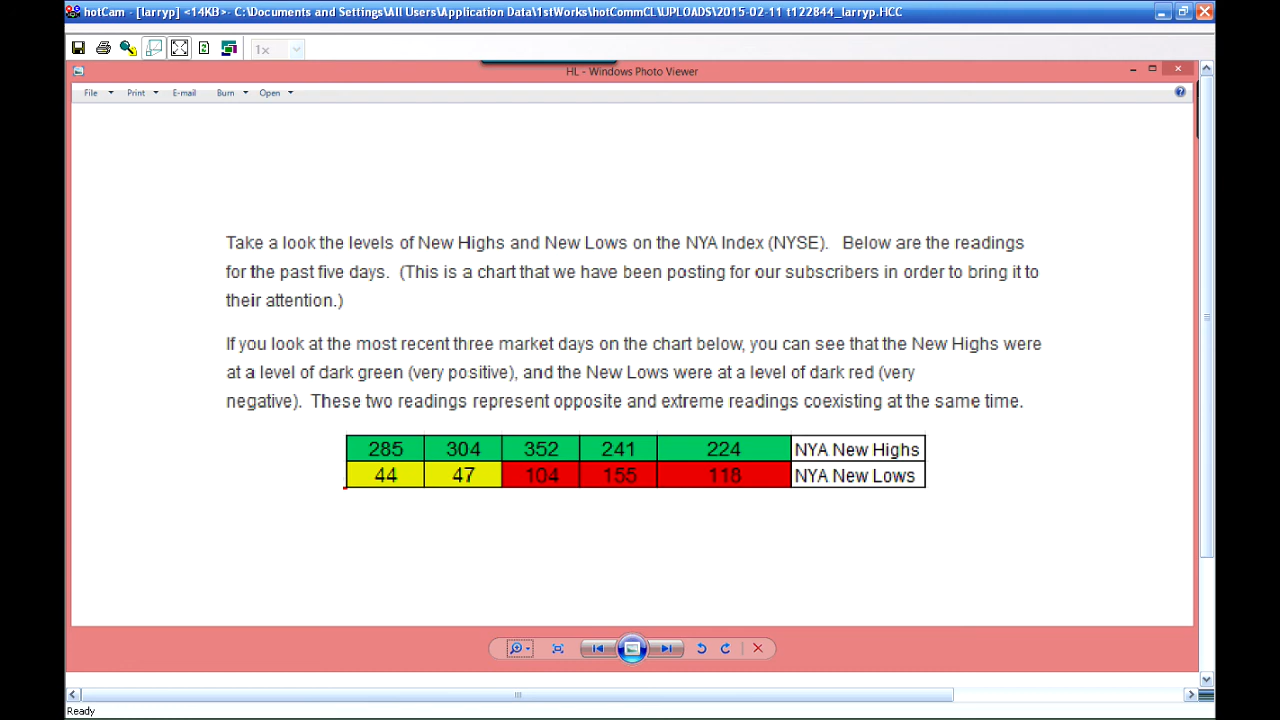 hotCam - [larryp] <14KB>- C:\Documents and Settings\All Users\Application Data\1stWorks\hotCommCL\UPLOADS\2015-02-11 t122844_larryp.HCC
1x
HL - Windows Photo Viewer
File Print E-mail Burn Open
Take a look the levels of New Highs and New Lows on the NYA Index (NYSE). Below are the readings
for the past five days. (This is a chart that we have been posting for our subscribers in order to bring it to
their attention.)
If you look at the most recent three market days on the chart below, you can see that the New Highs were
at a level of dark green (very positive), and the New Lows were at a level of dark red (very
negative). These two readings represent opposite and extreme readings coexisting at the same time.
285 304 352 241 224 NYA New Highs
44 47 104 155 118 NYA New Lows
Ready